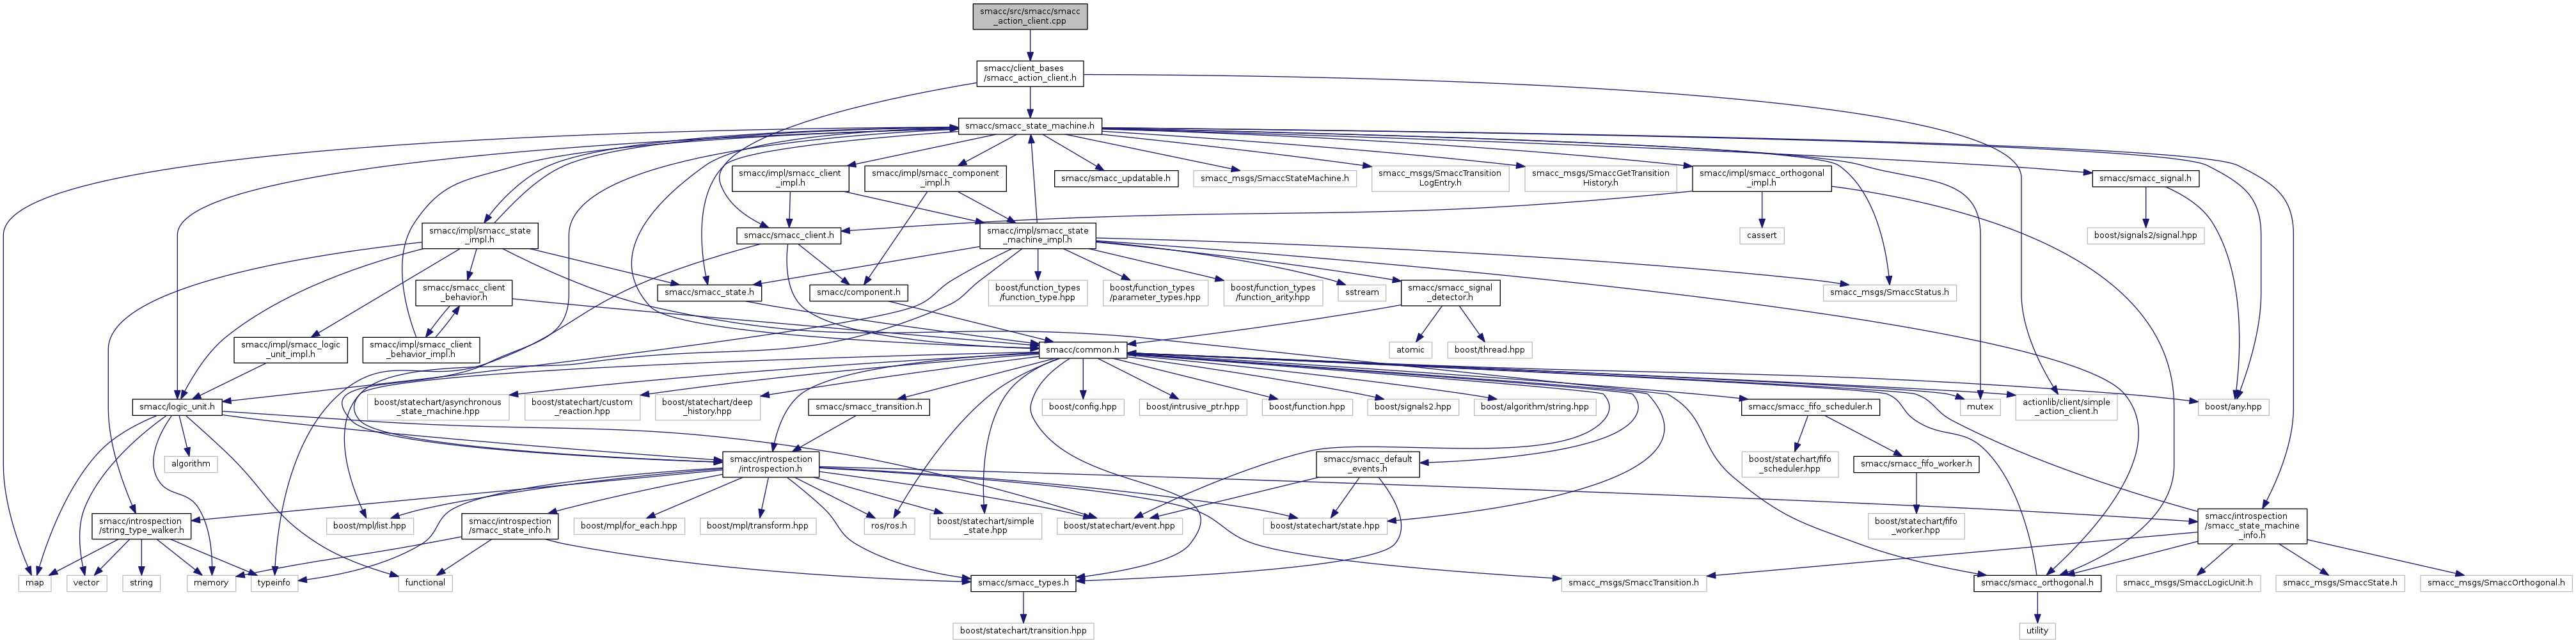 smacc/src/smacc/smacc
_action_client.cpp
smacc/client_bases
/smacc_action_client.h
smacc/smacc_state_machine.h
smacc/impl/smacc_client
_impl.h
smacc/impl/smacc_component
_impl.h
smacc/smacc_updatable.h
smacc_msgs/SmaccStateMachine.h
smacc_msgs/SmaccTransition
LogEntry.h
smacc_msgs/SmaccGetTransition
History.h
smacc/impl/smacc_orthogonal
_impl.h
smacc/smacc_signal.h
smacc/impl/smacc_state
_impl.h
smacc/smacc_client.h
smacc/impl/smacc_state
_machine_impl.h
cassert
boost/signals2/signal.hpp
smacc/smacc_client
_behavior.h
smacc/smacc_state.h
smacc/component.h
boost/function_types
/function_type.hpp
boost/function_types
/parameter_types.hpp
boost/function_types
/function_arity.hpp
sstream
smacc/smacc_signal
_detector.h
smacc_msgs/SmaccStatus.h
smacc/impl/smacc_logic
_unit_impl.h
smacc/impl/smacc_client
_behavior_impl.h
smacc/common.h
atomic
boost/thread.hpp
smacc/logic_unit.h
boost/statechart/asynchronous
_state_machine.hpp
boost/statechart/custom
_reaction.hpp
boost/statechart/deep
_history.hpp
smacc/smacc_transition.h
boost/config.hpp
boost/intrusive_ptr.hpp
boost/function.hpp
boost/signals2.hpp
boost/algorithm/string.hpp
smacc/smacc_fifo_scheduler.h
mutex
actionlib/client/simple
_action_client.h
boost/any.hpp
algorithm
smacc/introspection
/introspection.h
smacc/smacc_default
_events.h
boost/statechart/fifo
_scheduler.hpp
smacc/smacc_fifo_worker.h
smacc/introspection
/string_type_walker.h
boost/mpl/list.hpp
smacc/introspection
/smacc_state_info.h
boost/mpl/for_each.hpp
boost/mpl/transform.hpp
ros/ros.h
boost/statechart/simple
_state.hpp
boost/statechart/event.hpp
boost/statechart/state.hpp
boost/statechart/fifo
_worker.hpp
smacc/introspection
/smacc_state_machine
_info.h
map
vector
string
memory
typeinfo
functional
smacc/smacc_types.h
smacc_msgs/SmaccTransition.h
smacc/smacc_orthogonal.h
smacc_msgs/SmaccLogicUnit.h
smacc_msgs/SmaccState.h
smacc_msgs/SmaccOrthogonal.h
boost/statechart/transition.hpp
utility